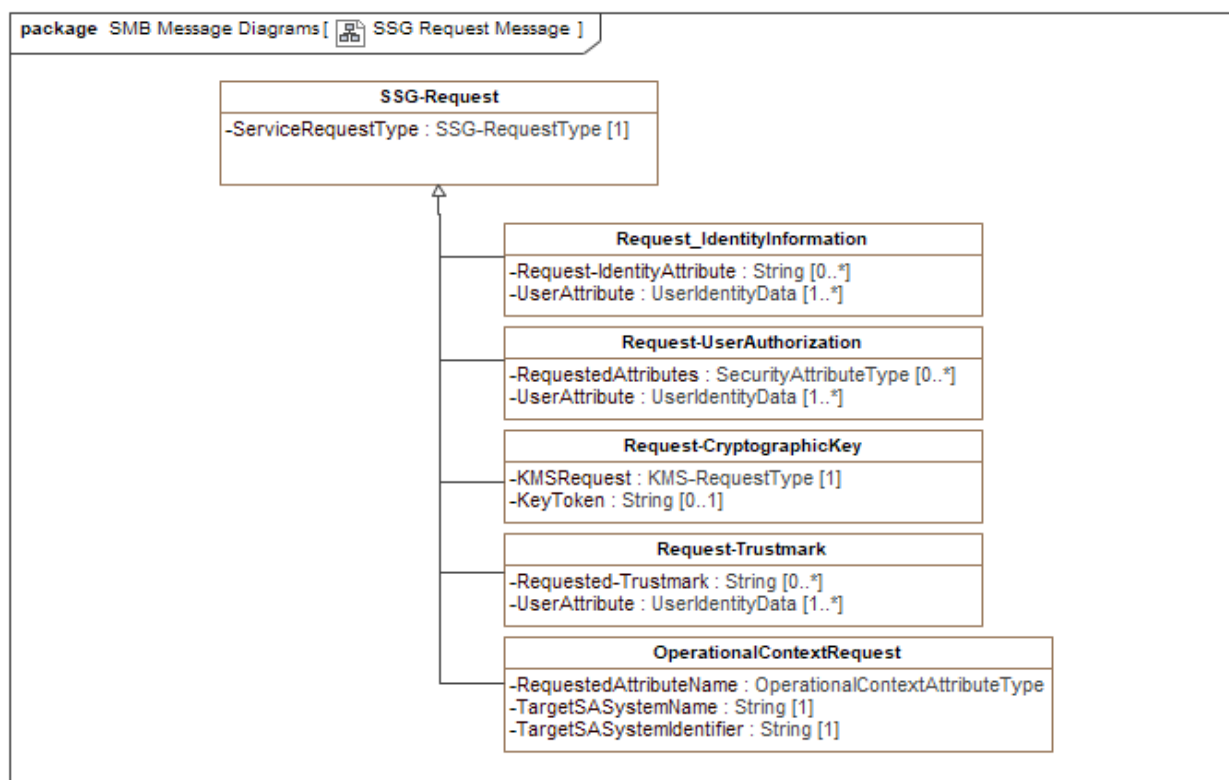 package SMB Message Diagrams [ SSG Request Message ]
SSG-Request
-ServiceRequestType : SSG-RequestType [1]
Request_IdentityInformation
-Request-IdentityAttribute : String [0..*]
-UserAttribute : UserIdentityData [1..*]
Request-UserAuthorization
-RequestedAttributes : SecurityAttributeType [0..*]
-UserAttribute : UserIdentityData [1..*]
Request-CryptographicKey
-KMSRequest : KMS-RequestType [1]
-KeyToken : String [0..1]
Request-Trustmark
-Requested-Trustmark : String [0..*]
-UserAttribute : UserIdentityData [1..*]
OperationalContextRequest
-RequestedAttributeName : OperationalContextAttributeType
-TargetSASystemName : String [1]
-TargetSASystemIdentifier : String [1]